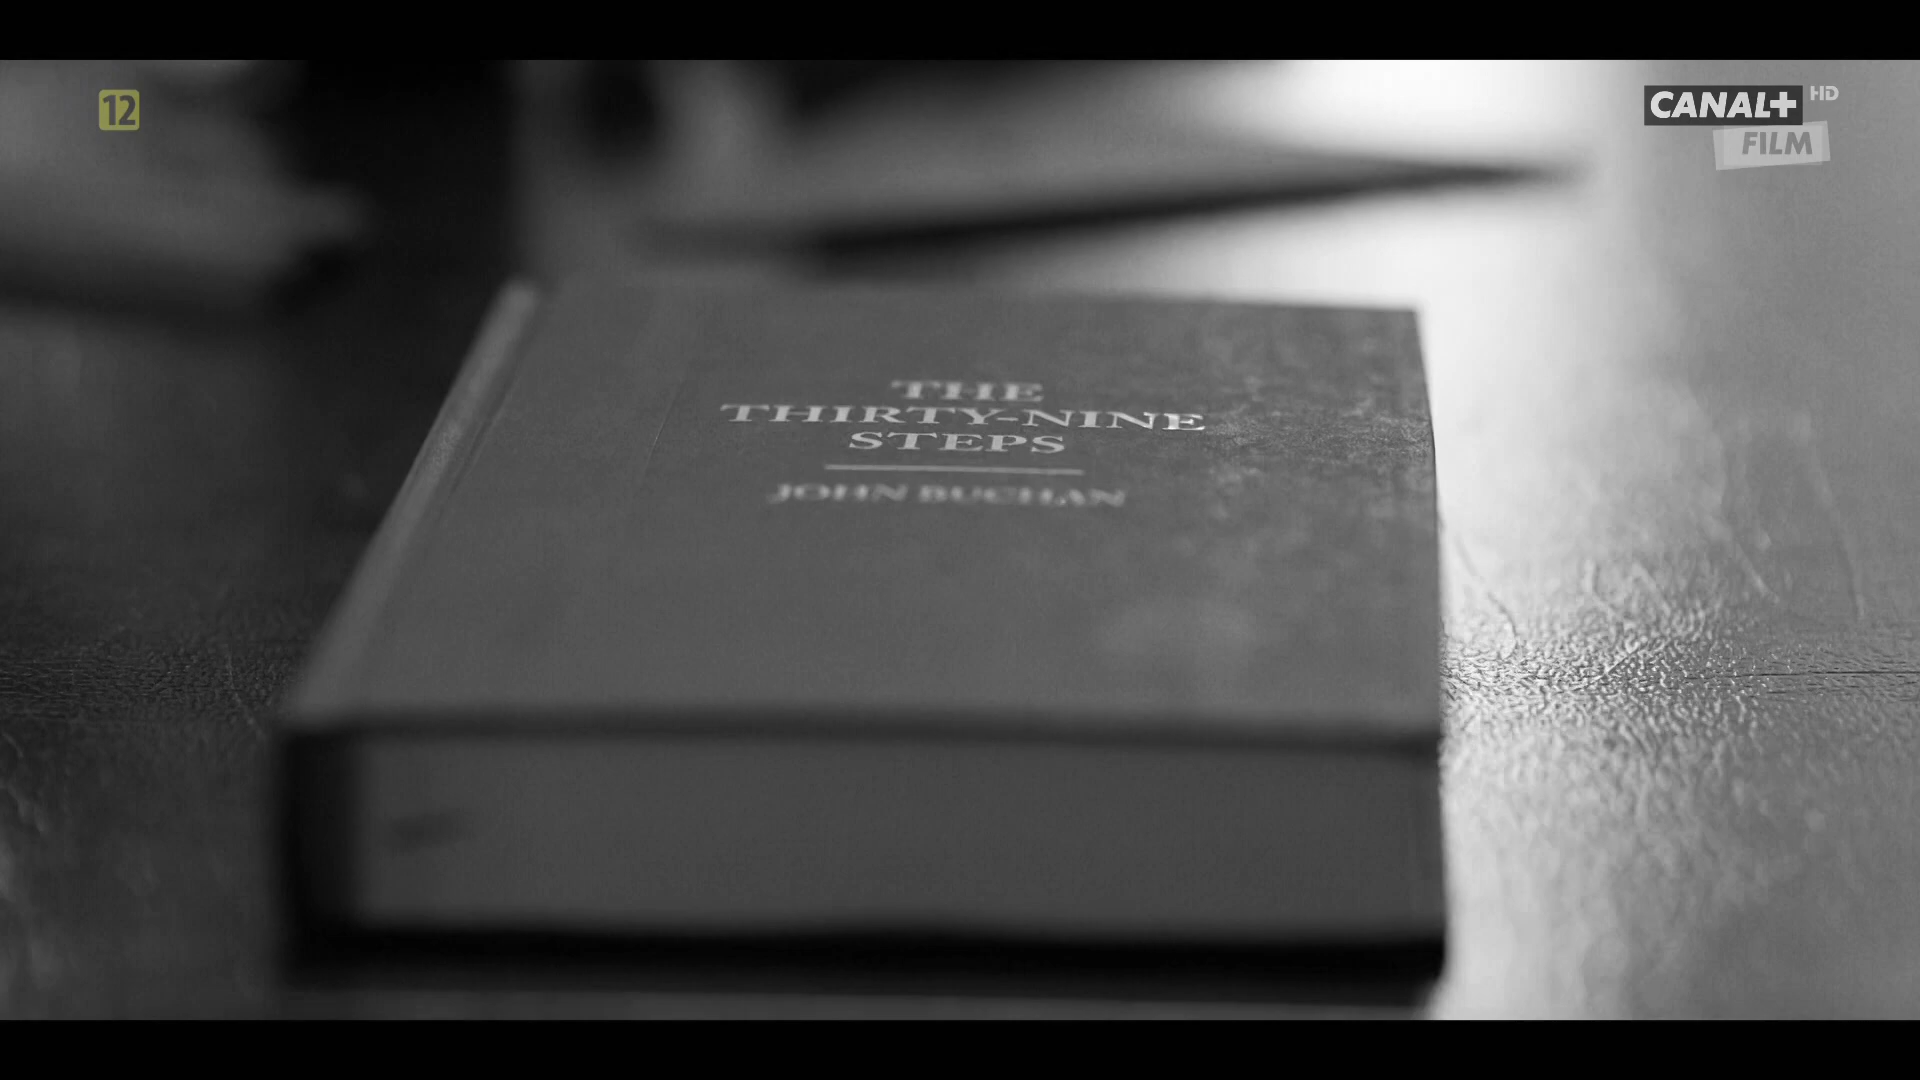 12
CANAL+ HD
FILM
THE
THIRTY-NINE
STEPS
JOHN BUCHAN